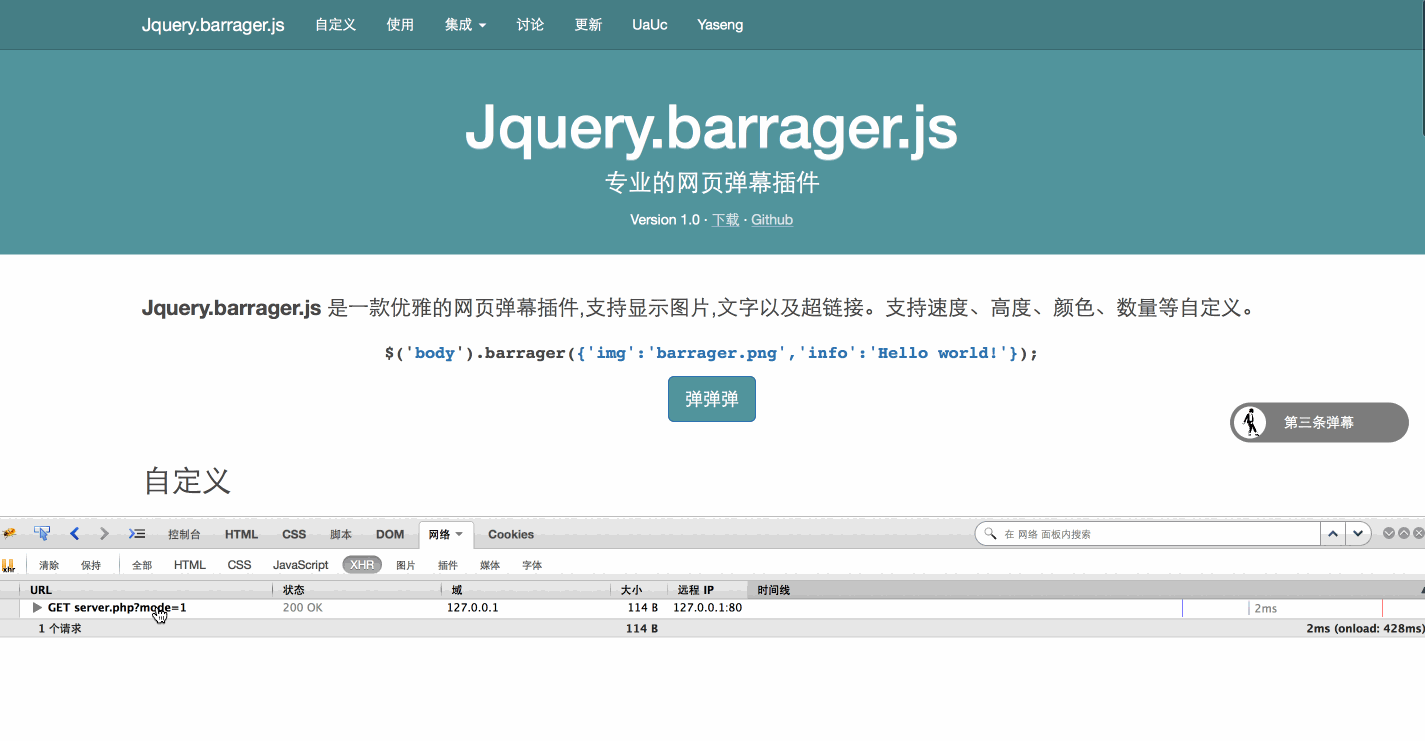 Jquery.barrager.js 自定义 使用 集成 讨论 更新 UaUc Yaseng
Jquery.barrager.js
专业的网页弹幕插件
Version 1.0 · 下载 · Github
Jquery.barrager.js 是一款优雅的网页弹幕插件,支持显示图片,文字以及超链接。支持速度、高度、颜色、数量等自定义。
$('body').barrager({'img':'barrager.png','info':'Hello world!'});
弹弹弹
第三条弹幕
自定义
控制台 HTML CSS 脚本 DOM 网络 Cookies 在 网络 面板内搜索
xhr 清除 保持 全部 HTML CSS JavaScript XHR 图片 插件 媒体 字体
URL 状态 域 大小 远程 IP 时间线
GET server.php?mode=1 200 OK 127.0.0.1 114 B 127.0.0.1:80 2ms
1 个请求 114 B 2ms (onload: 428ms)